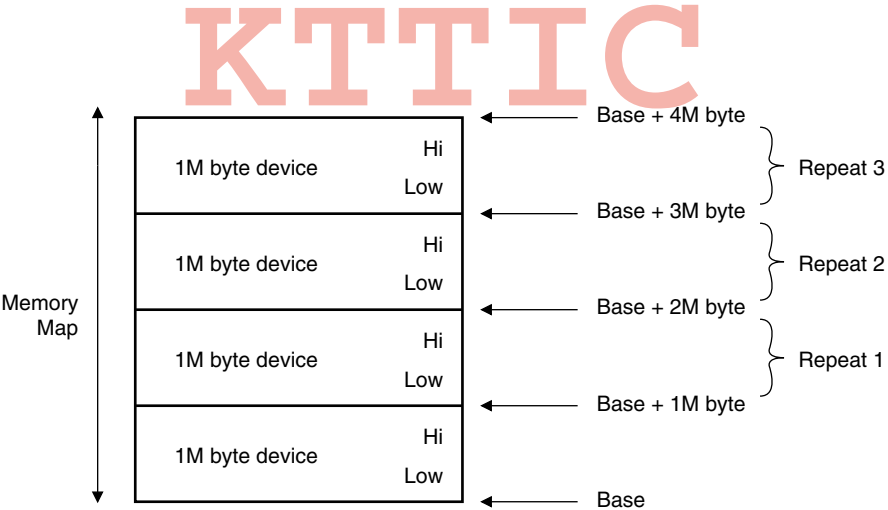 KTTIC
Base + 4M byte
Hi
1M byte device
Repeat 3
Low
Base + 3M byte
Hi
1M byte device
Repeat 2
Low
Memory
Map
Base + 2M byte
Hi
1M byte device
Repeat 1
Low
Base + 1M byte
Hi
1M byte device
Low
Base